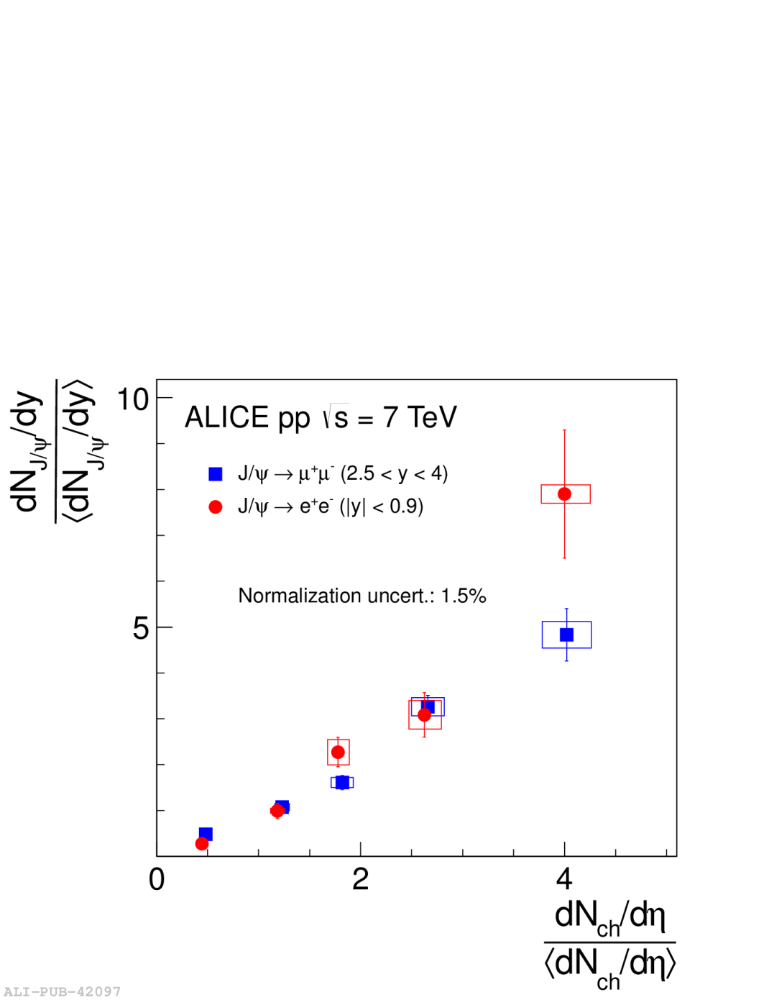 dN_J/ψ/dy
⟨dN_J/ψ/dy⟩
10
ALICE pp √s = 7 TeV
J/ψ → μ⁺μ⁻ (2.5 < y < 4)
J/ψ → e⁺e⁻ (|y| < 0.9)
Normalization uncert.: 1.5%
5
0 2 4
dN_ch/dη
⟨dN_ch/dη⟩
ALI-PUB-42097